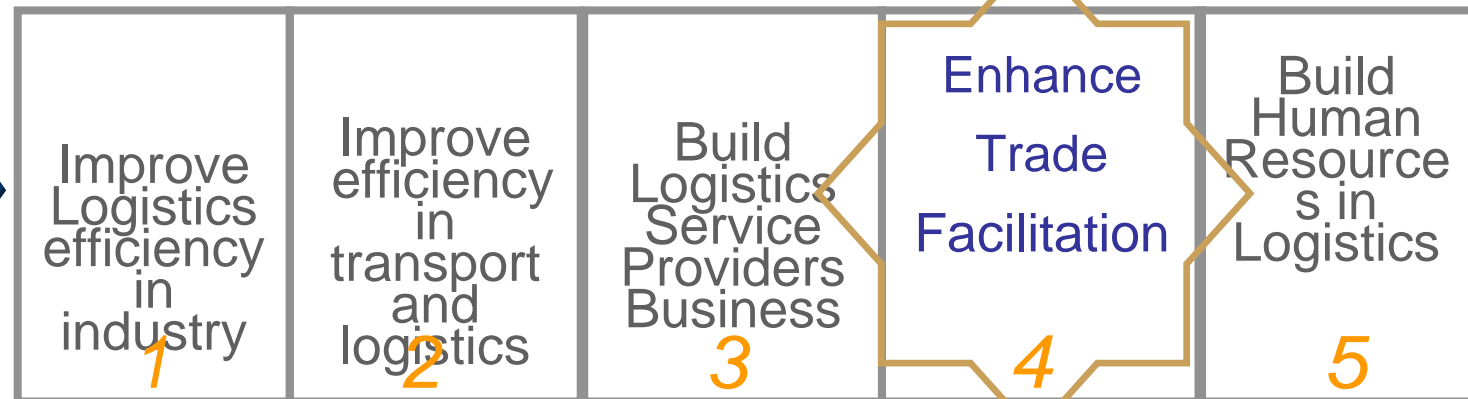 Improve
Logistics
efficiency
in
industry
1
Improve
efficiency
in
transport
and
logistics
2
Build
Logistics
Service
Providers
Business
3
Enhance
Trade
Facilitation
4
Build
Human
Resource
s in
Logistics
5